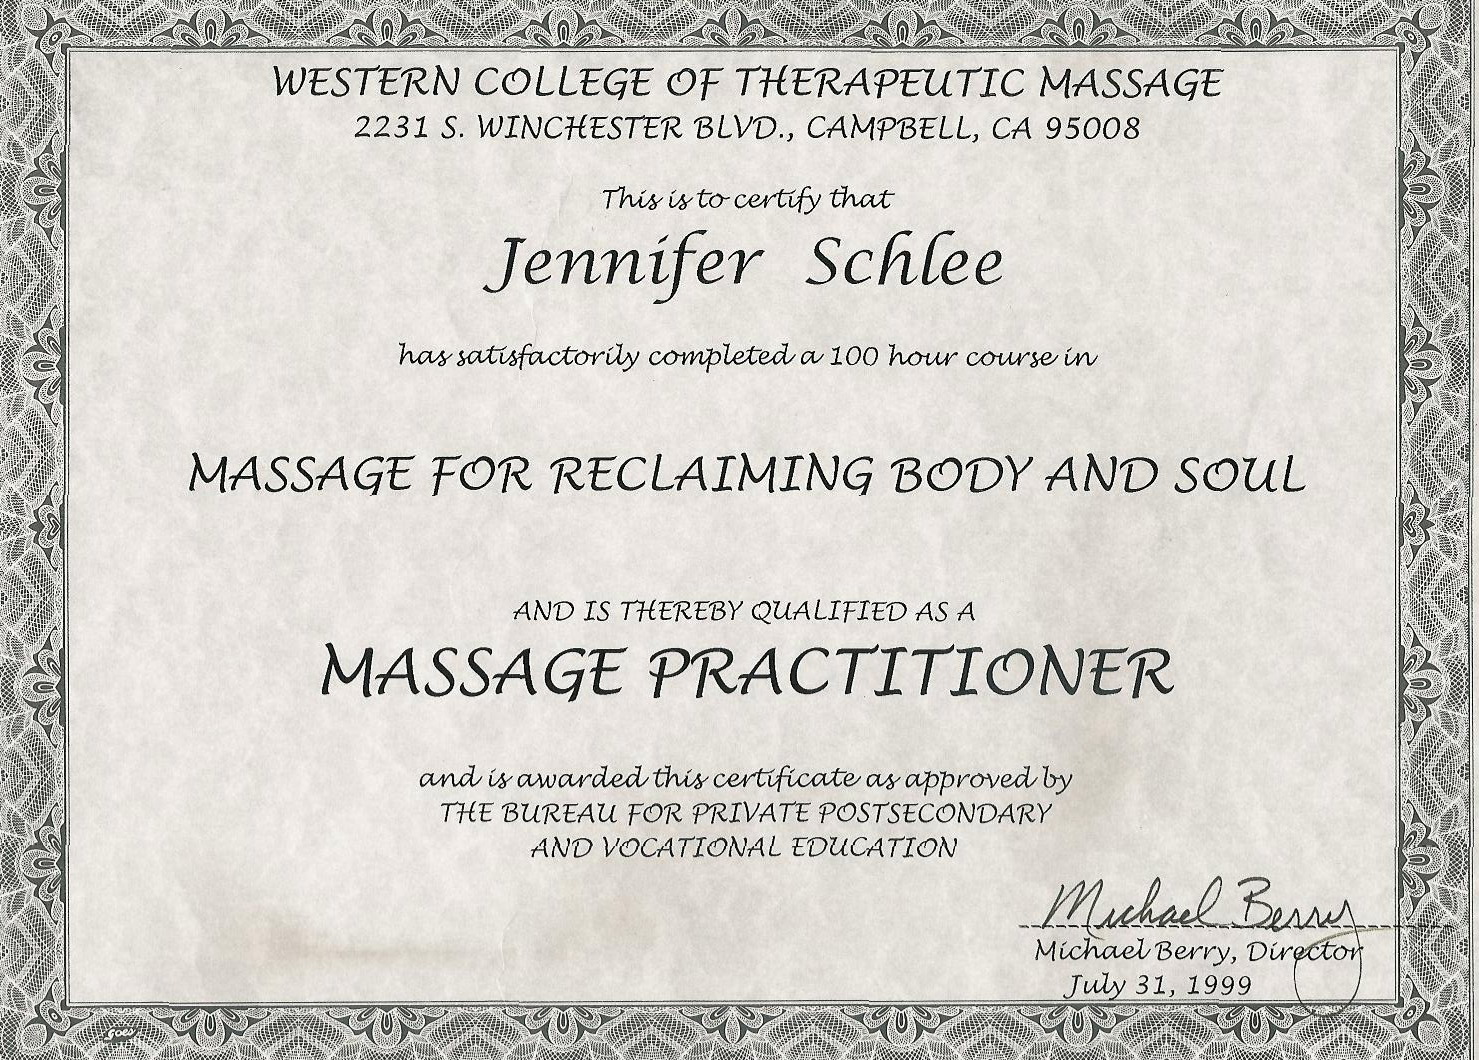 WESTERN COLLEGE OF THERAPEUTIC MASSAGE
2231 S. WINCHESTER BLVD., CAMPBELL, CA 95008
This is to certify that
Jennifer Schlee
has satisfactorily completed a 100 hour course in
MASSAGE FOR RECLAIMING BODY AND SOUL
AND IS THEREBY QUALIFIED AS A
MASSAGE PRACTITIONER
and is awarded this certificate as approved by
THE BUREAU FOR PRIVATE POSTSECONDARY
AND VOCATIONAL EDUCATION
Michael Berry
Michael Berry, Director
July 31, 1999
Goes